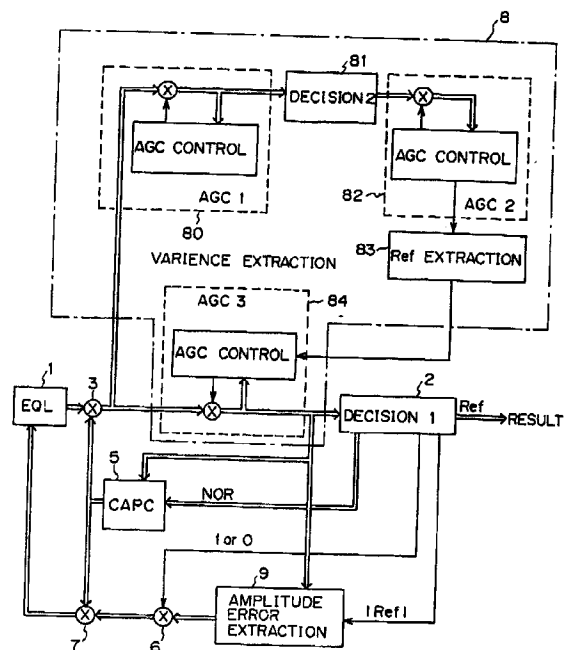 8
81
DECISION 2
AGC CONTROL
AGC 1
80
AGC CONTROL
82
AGC 2
83
Ref EXTRACTION
VARIENCE EXTRACTION
AGC 3
84
AGC CONTROL
1
EQL
3
2
DECISION 1
Ref
RESULT
5
CAPC
NOR
1 or 0
9
AMPLITUDE
ERROR
EXTRACTION
|Ref|
7
6